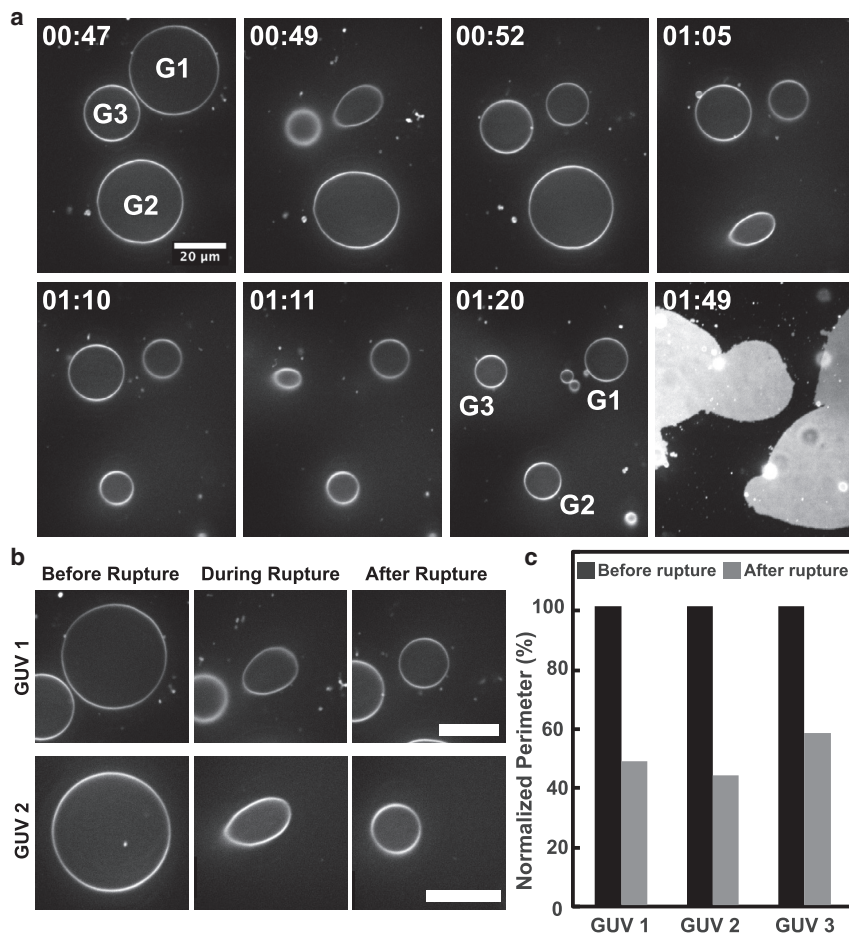 a
00:47
G1
G3
G2
20 µm
00:49
00:52
01:05
01:10
01:11
01:20
G3
G1
G2
01:49
b
Before Rupture
During Rupture
After Rupture
GUV 1
GUV 2
c
Before rupture
After rupture
Normalized Perimeter (%)
100
80
60
40
20
0
GUV 1
GUV 2
GUV 3